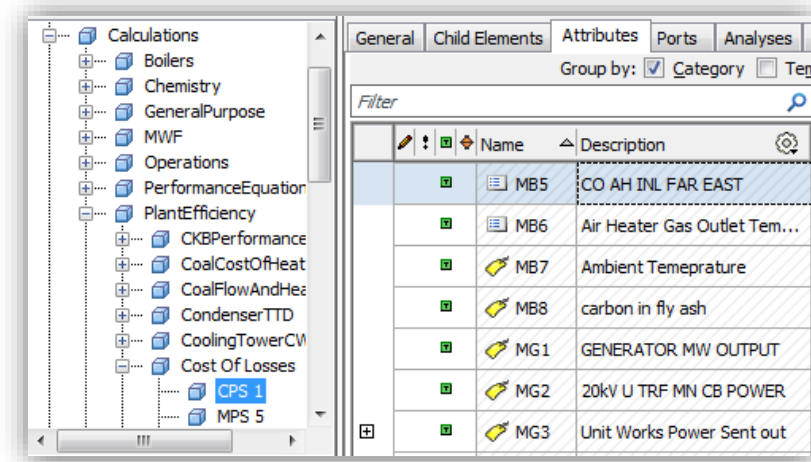 Calculations
Boilers
Chemistry
GeneralPurpose
MWF
Operations
PerformanceEquation
PlantEfficiency
CKBPerformance
CoalCostOfHeat
CoalFlowAndHea
CondenserTTD
CoolingTowerCW
Cost Of Losses
CPS 1
MPS 5
General Child Elements Attributes Ports Analyses
Group by: Category Tem
Filter
Name Description
MB5 CO AH INL FAR EAST
MB6 Air Heater Gas Outlet Tem...
MB7 Ambient Temeprature
MB8 carbon in fly ash
MG1 GENERATOR MW OUTPUT
MG2 20kV U TRF MN CB POWER
MG3 Unit Works Power Sent out